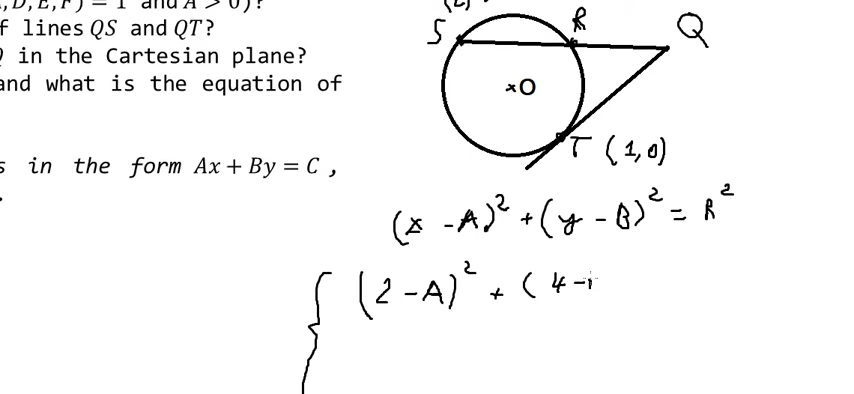 , D, E, F) = 1 and A > 0)?
f lines QS and QT?
Q in the Cartesian plane?
and what is the equation of
s in the form Ax + By = C ,
S R Q
×O
T (1,0)
(x - A)² + (y - B)² = R²
(2 - A)² + (4 -